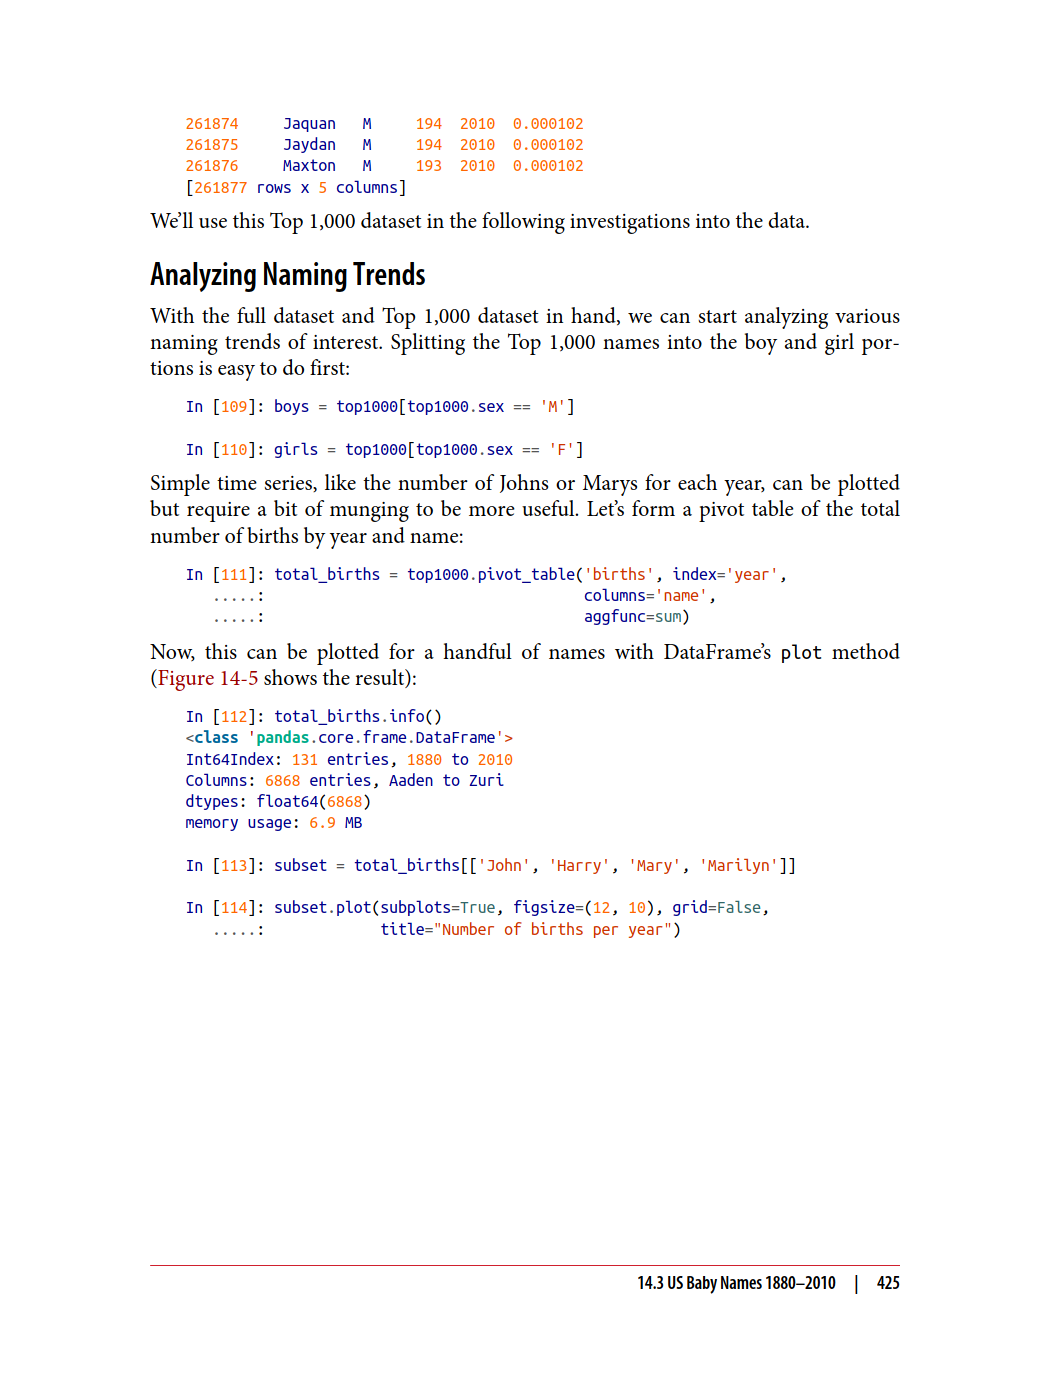 261874     Jaquan   M     194  2010  0.000102
261875     Jaydan   M     194  2010  0.000102
261876     Maxton   M     193  2010  0.000102
[261877 rows x 5 columns]
We’ll use this Top 1,000 dataset in the following investigations into the data.
Analyzing Naming Trends
With the full dataset and Top 1,000 dataset in hand, we can start analyzing various
naming trends of interest. Splitting the Top 1,000 names into the boy and girl por-
tions is easy to do first:
In [109]: boys = top1000[top1000.sex == 'M']
In [110]: girls = top1000[top1000.sex == 'F']
Simple time series, like the number of Johns or Marys for each year, can be plotted
but require a bit of munging to be more useful. Let’s form a pivot table of the total
number of births by year and name:
In [111]: total_births = top1000.pivot_table('births', index='year',
   .....:                                    columns='name',
   .....:                                    aggfunc=sum)
Now, this can be plotted for a handful of names with DataFrame’s plot method
(Figure 14-5 shows the result):
In [112]: total_births.info()
<class 'pandas.core.frame.DataFrame'>
Int64Index: 131 entries, 1880 to 2010
Columns: 6868 entries, Aaden to Zuri
dtypes: float64(6868)
memory usage: 6.9 MB
In [113]: subset = total_births[['John', 'Harry', 'Mary', 'Marilyn']]
In [114]: subset.plot(subplots=True, figsize=(12, 10), grid=False,
   .....:             title="Number of births per year")
14.3 US Baby Names 1880–2010 | 425